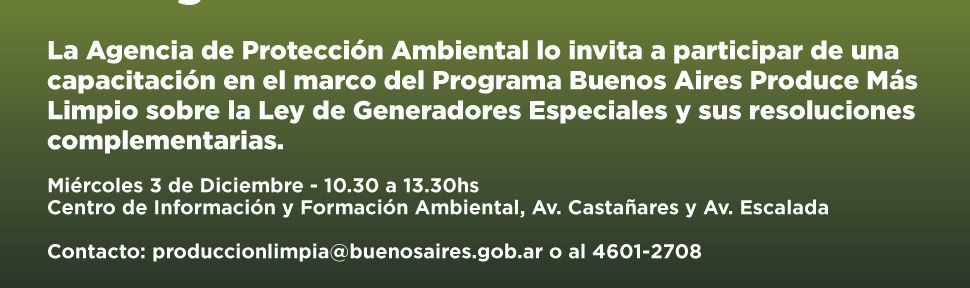 La Agencia de Protección Ambiental lo invita a participar de una
capacitación en el marco del Programa Buenos Aires Produce Más
Limpio sobre la Ley de Generadores Especiales y sus resoluciones
complementarias.
Miércoles 3 de Diciembre - 10.30 a 13.30hs
Centro de Información y Formación Ambiental, Av. Castañares y Av. Escalada
Contacto: produccionlimpia@buenosaires.gob.ar o al 4601-2708